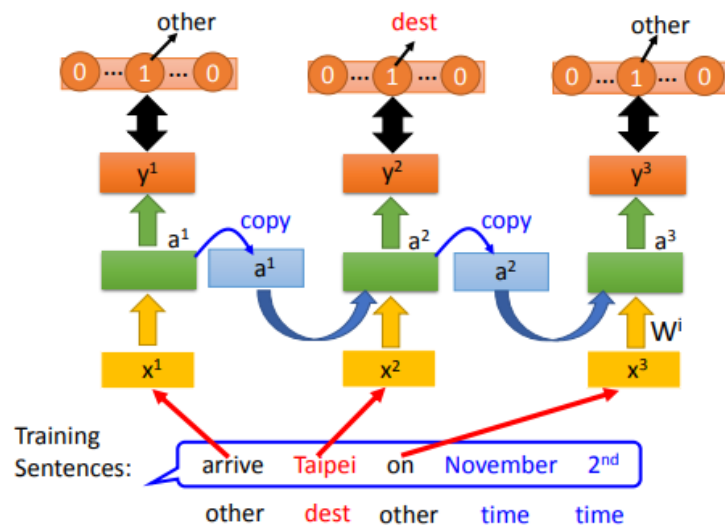 other dest other
0 ... 1 ... 0 0 ... 1 ... 0 0 ... 1 ... 0
y¹ y² y³
copy copy
a¹ a² a³
a¹ a²
Wⁱ
x¹ x² x³
Training
Sentences:
arrive Taipei on November 2ⁿᵈ
other dest other time time